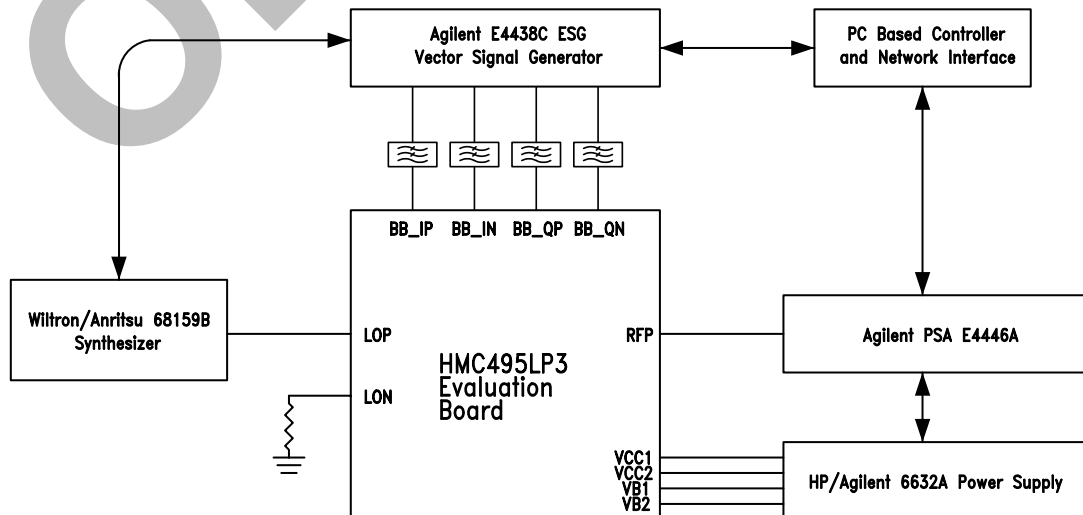 Agilent E4438C ESG
Vector Signal Generator
PC Based Controller
and Network Interface
BB_IP BB_IN BB_QP BB_QN
Wiltron/Anritsu 68159B
Synthesizer
LOP
LON
HMC495LP3
Evaluation
Board
RFP
Agilent PSA E4446A
VCC1
VCC2
VB1
VB2
HP/Agilent 6632A Power Supply